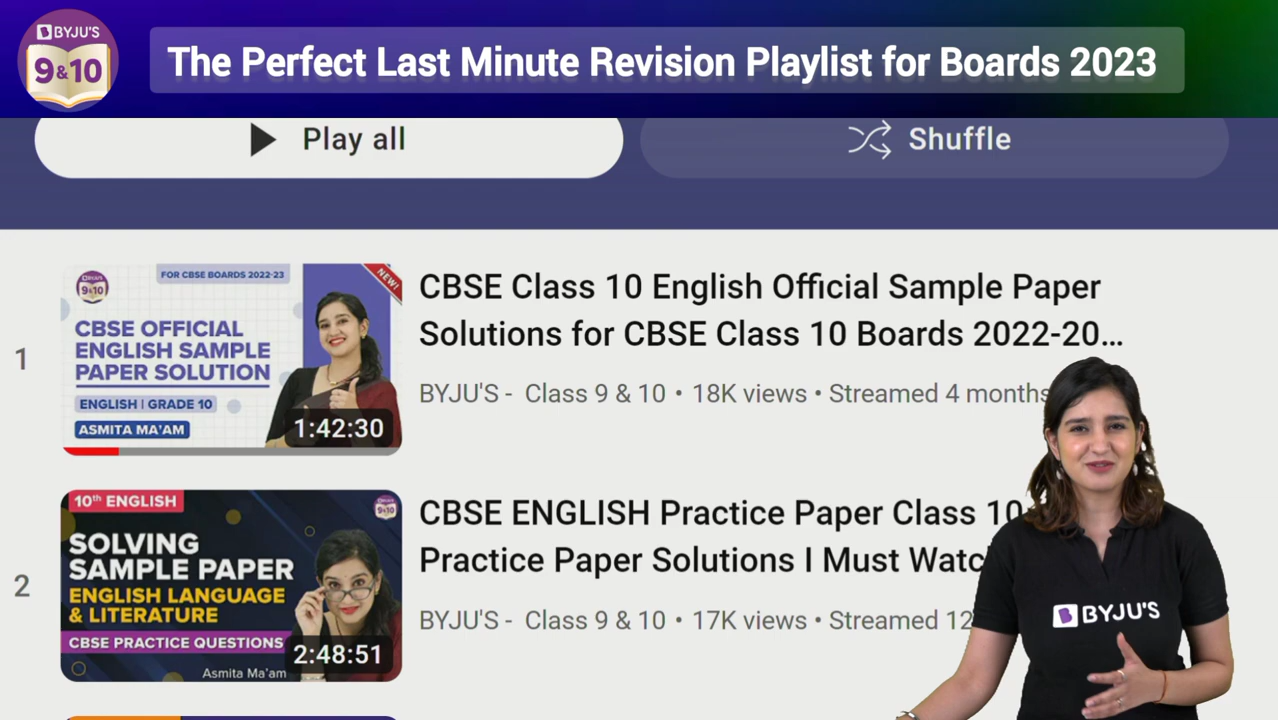 BYJU'S
9&10
The Perfect Last Minute Revision Playlist for Boards 2023
Play all
Shuffle
1
FOR CBSE BOARDS 2022-23
NEW!
BYJU'S
9&10
CBSE OFFICIAL
ENGLISH SAMPLE
PAPER SOLUTION
ENGLISH | GRADE 10
ASMITA MA'AM
1:42:30
CBSE Class 10 English Official Sample Paper
Solutions for CBSE Class 10 Boards 2022-20...
BYJU'S - Class 9 & 10 • 18K views • Streamed 4 months
2
10th ENGLISH
9&10
SOLVING
SAMPLE PAPER
ENGLISH LANGUAGE
& LITERATURE
CBSE PRACTICE QUESTIONS
Asmita Ma'am
2:48:51
CBSE ENGLISH Practice Paper Class 10
Practice Paper Solutions I Must Watc
BYJU'S - Class 9 & 10 • 17K views • Streamed 12
BYJU'S